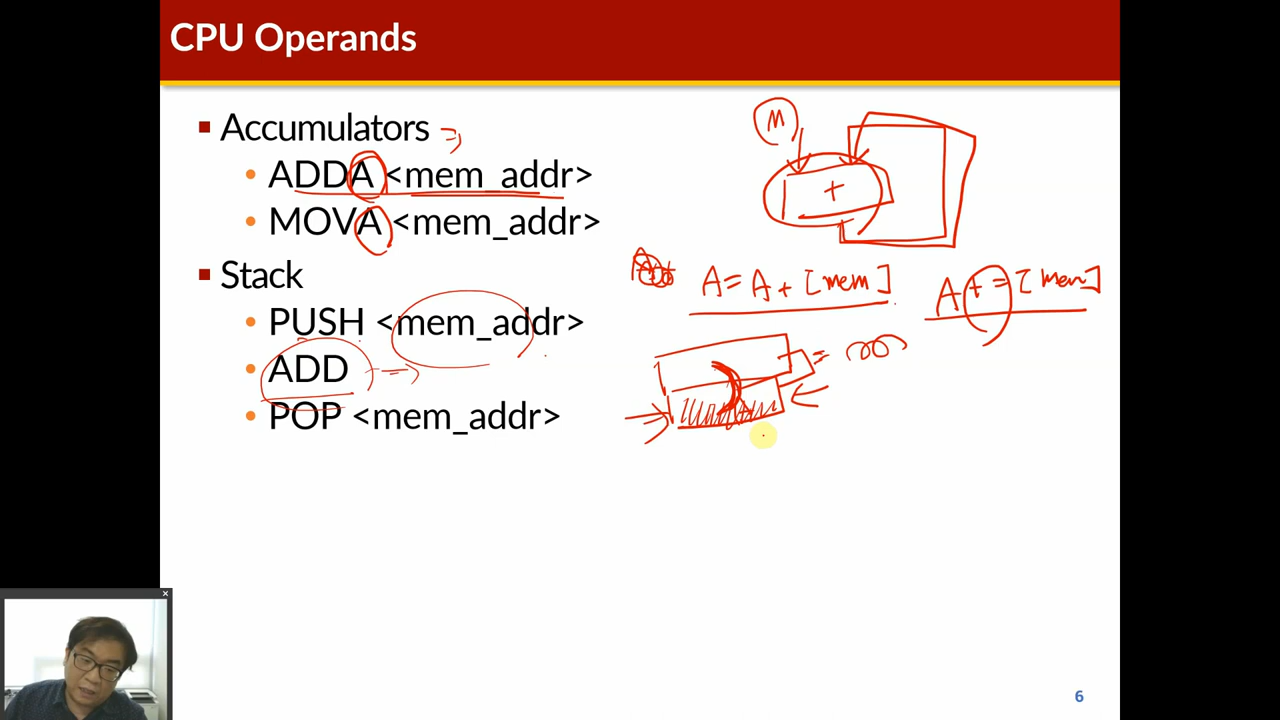 CPU Operands
Accumulators
ADDA <mem_addr>
MOVA <mem_addr>
Stack
PUSH <mem_addr>
ADD
POP <mem_addr>
M
+
A = A + [mem]
A += [mem]
6